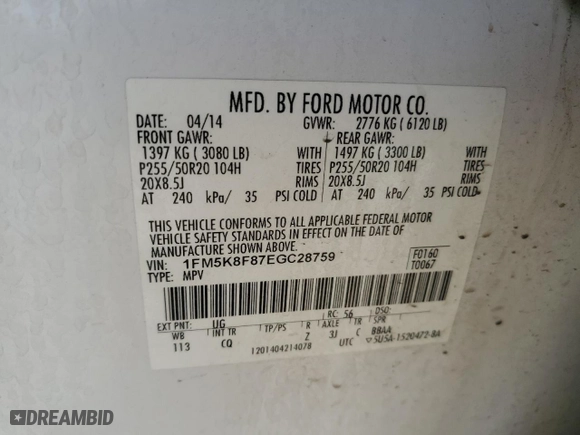 MFD. BY FORD MOTOR CO.
DATE: 04/14 GVWR: 2776 KG ( 6120 LB)
FRONT GAWR: REAR GAWR:
1397 KG ( 3080 LB) WITH 1497 KG ( 3300 LB) WITH
P255/50R20 104H TIRES P255/50R20 104H TIRES
20X8.5J RIMS 20X8.5J RIMS
AT 240 kPa/ 35 PSI COLD AT 240 kPa/ 35 PSI COLD
THIS VEHICLE CONFORMS TO ALL APPLICABLE FEDERAL MOTOR
VEHICLE SAFETY STANDARDS IN EFFECT ON THE DATE OF
MANUFACTURE SHOWN ABOVE.
VIN: 1FM5K8F87EGC28759 F0160
TYPE: MPV T0067
EXT PNT: UG RC: 56 DSO:
WB INT TR TP/PS R AXLE TR SPR
113 CQ Z 3J C BBAA
1201404214078 UTC 5U5A-1520472-BA
DREAMBID